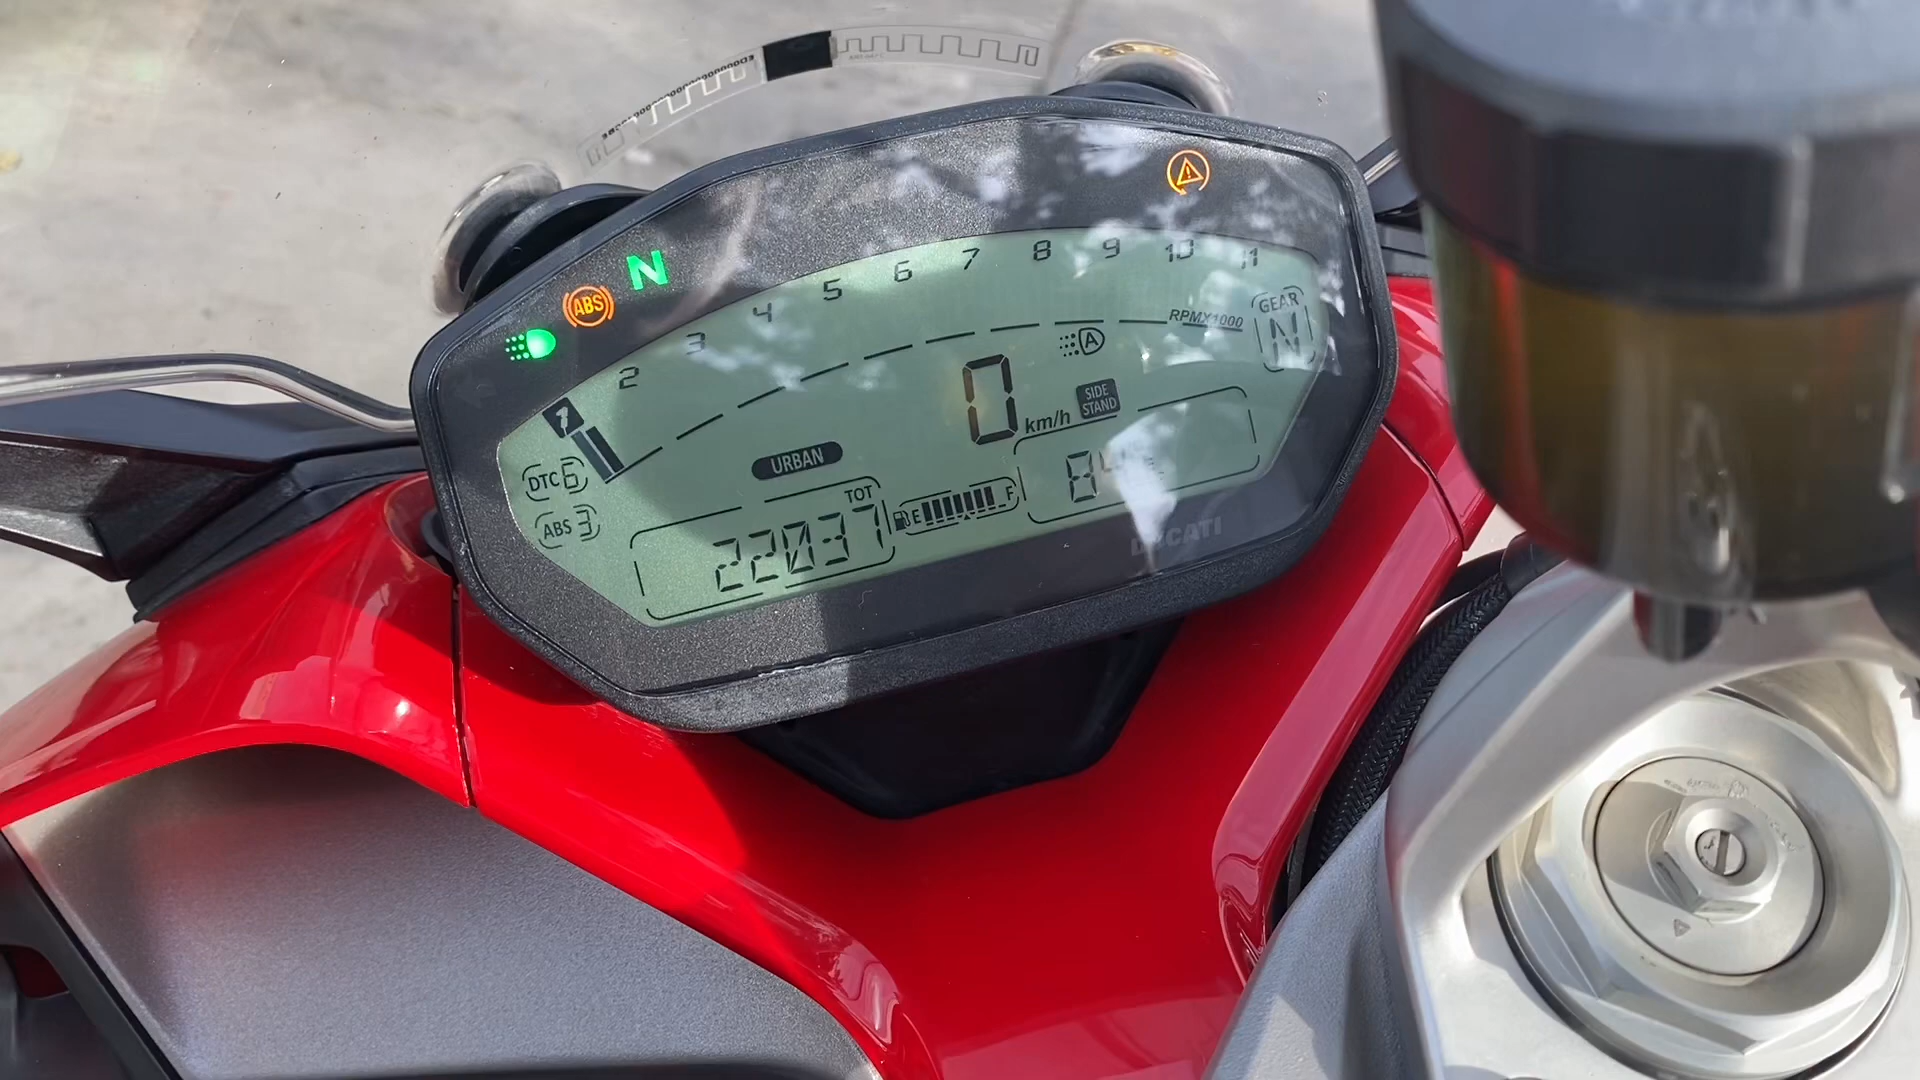 N
ABS
2 3 4 5 6 7 8 9 10 11
1
RPMX1000
GEAR
N
A
0 km/h
SIDE
STAND
URBAN
DTC 6
ABS 3
TOT
22037
E F
DUCATI